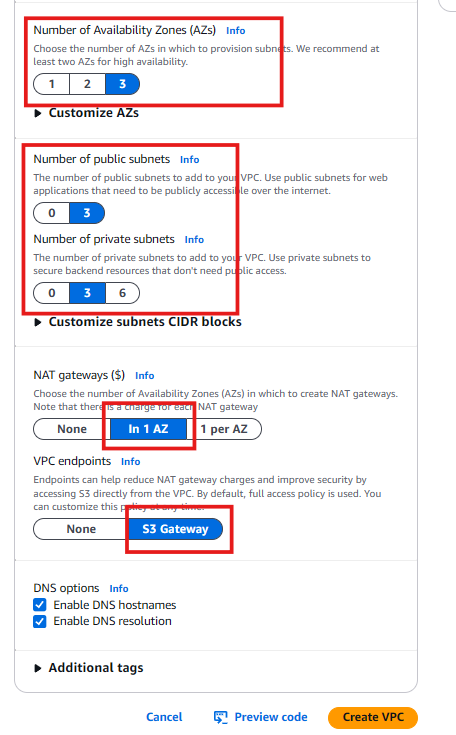 Number of Availability Zones (AZs) Info
Choose the number of AZs in which to provision subnets. We recommend at
least two AZs for high availability.
1 2 3
Customize AZs
Number of public subnets Info
The number of public subnets to add to your VPC. Use public subnets for web
applications that need to be publicly accessible over the internet.
0 3
Number of private subnets Info
The number of private subnets to add to your VPC. Use private subnets to
secure backend resources that don't need public access.
0 3 6
Customize subnets CIDR blocks
NAT gateways ($) Info
Choose the number of Availability Zones (AZs) in which to create NAT gateways.
Note that there is a charge for each NAT gateway
None In 1 AZ 1 per AZ
VPC endpoints Info
Endpoints can help reduce NAT gateway charges and improve security by
accessing S3 directly from the VPC. By default, full access policy is used. You
can customize this policy at any time.
None S3 Gateway
DNS options Info
Enable DNS hostnames
Enable DNS resolution
Additional tags
Cancel Preview code Create VPC